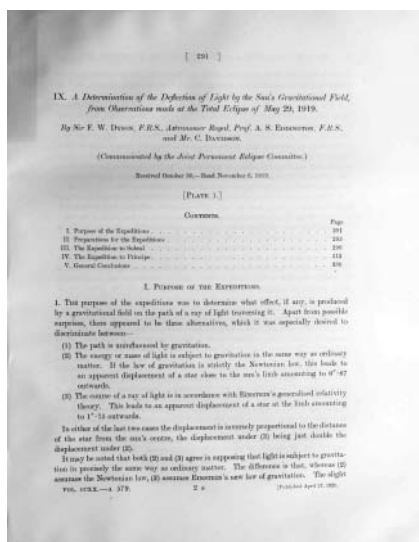 [ 291 ]
IX. A Determination of the Deflection of Light by the Sun's Gravitational Field,
from Observations made at the Total Eclipse of May 29, 1919.
By Sir F. W. DYSON, F.R.S., Astronomer Royal, Prof. A. S. EDDINGTON, F.R.S.,
and Mr. C. DAVIDSON.
(Communicated by the Joint Permanent Eclipse Committee.)
Received October 30,—Read November 6, 1919.
[PLATE 1.]
CONTENTS.
Page
I. Purpose of the Expeditions 291
II. Preparations for the Expeditions 293
III. The Expedition to Sobral 296
IV. The Expedition to Principe 312
V. General Conclusions
I. PURPOSE OF THE EXPEDITIONS.
1. THE purpose of the expeditions was to determine what effect, if any, is produced
by a gravitational field on the path of a ray of light traversing it. Apart from possible
surprises, there appeared to be three alternatives, which it was especially desired to
discriminate between—
(1) The path is uninfluenced by gravitation.
(2) The energy or mass of light is subject to gravitation in the same way as ordinary
matter. If the law of gravitation is strictly the Newtonian law, this leads to
an apparent displacement of a star close to the sun's limb amounting to 0"·87
outwards.
(3) The course of a ray of light is in accordance with EINSTEIN'S generalised relativity
theory. This leads to an apparent displacement of a star at the limb amounting
to 1"·75 outwards.
In either of the last two cases the displacement is inversely proportional to the distance
of the star from the sun's centre, the displacement under (3) being just double the
displacement under (2).
It may be noted that both (2) and (3) agree in supposing that light is subject to gravita-
tion in precisely the same way as ordinary matter. The difference is that, whereas (2)
assumes the Newtonian law, (3) assumes EINSTEIN'S new law of gravitation. The slight
VOL. CCXX.—A 579. 2 [Published April 27, 1920.